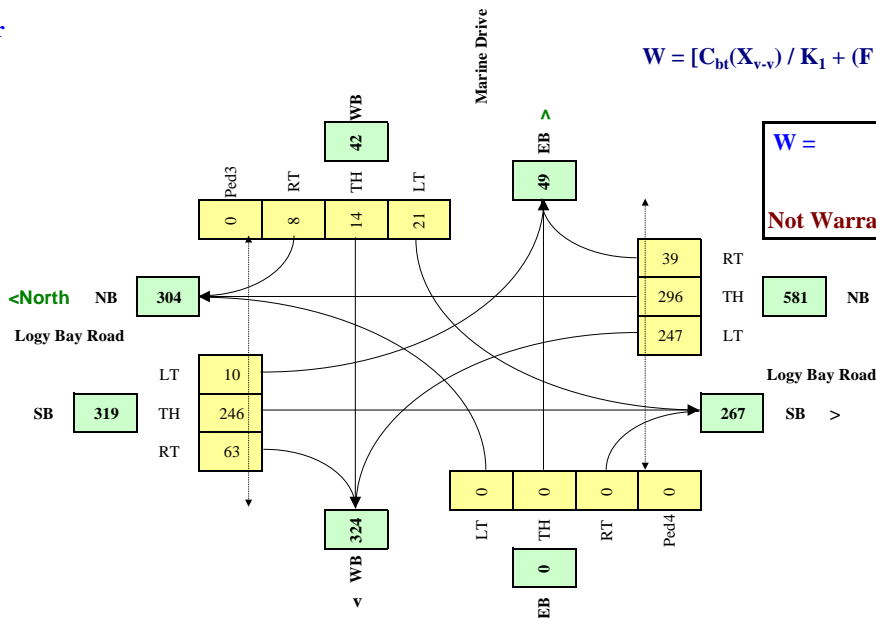 r
Marine Drive
W = [C_bt(X_v-v) / K_1 + (F
W =
Not Warra
WB
42
^
EB
49
Ped3 RT TH LT
0 8 14 21
39 RT
<North NB 304
296 TH 581 NB
Logy Bay Road
247 LT
LT 10
Logy Bay Road
SB 319 TH 246
267 SB >
RT 63
0 0 0 0
LT TH RT Ped4
324
WB
v
0
EB